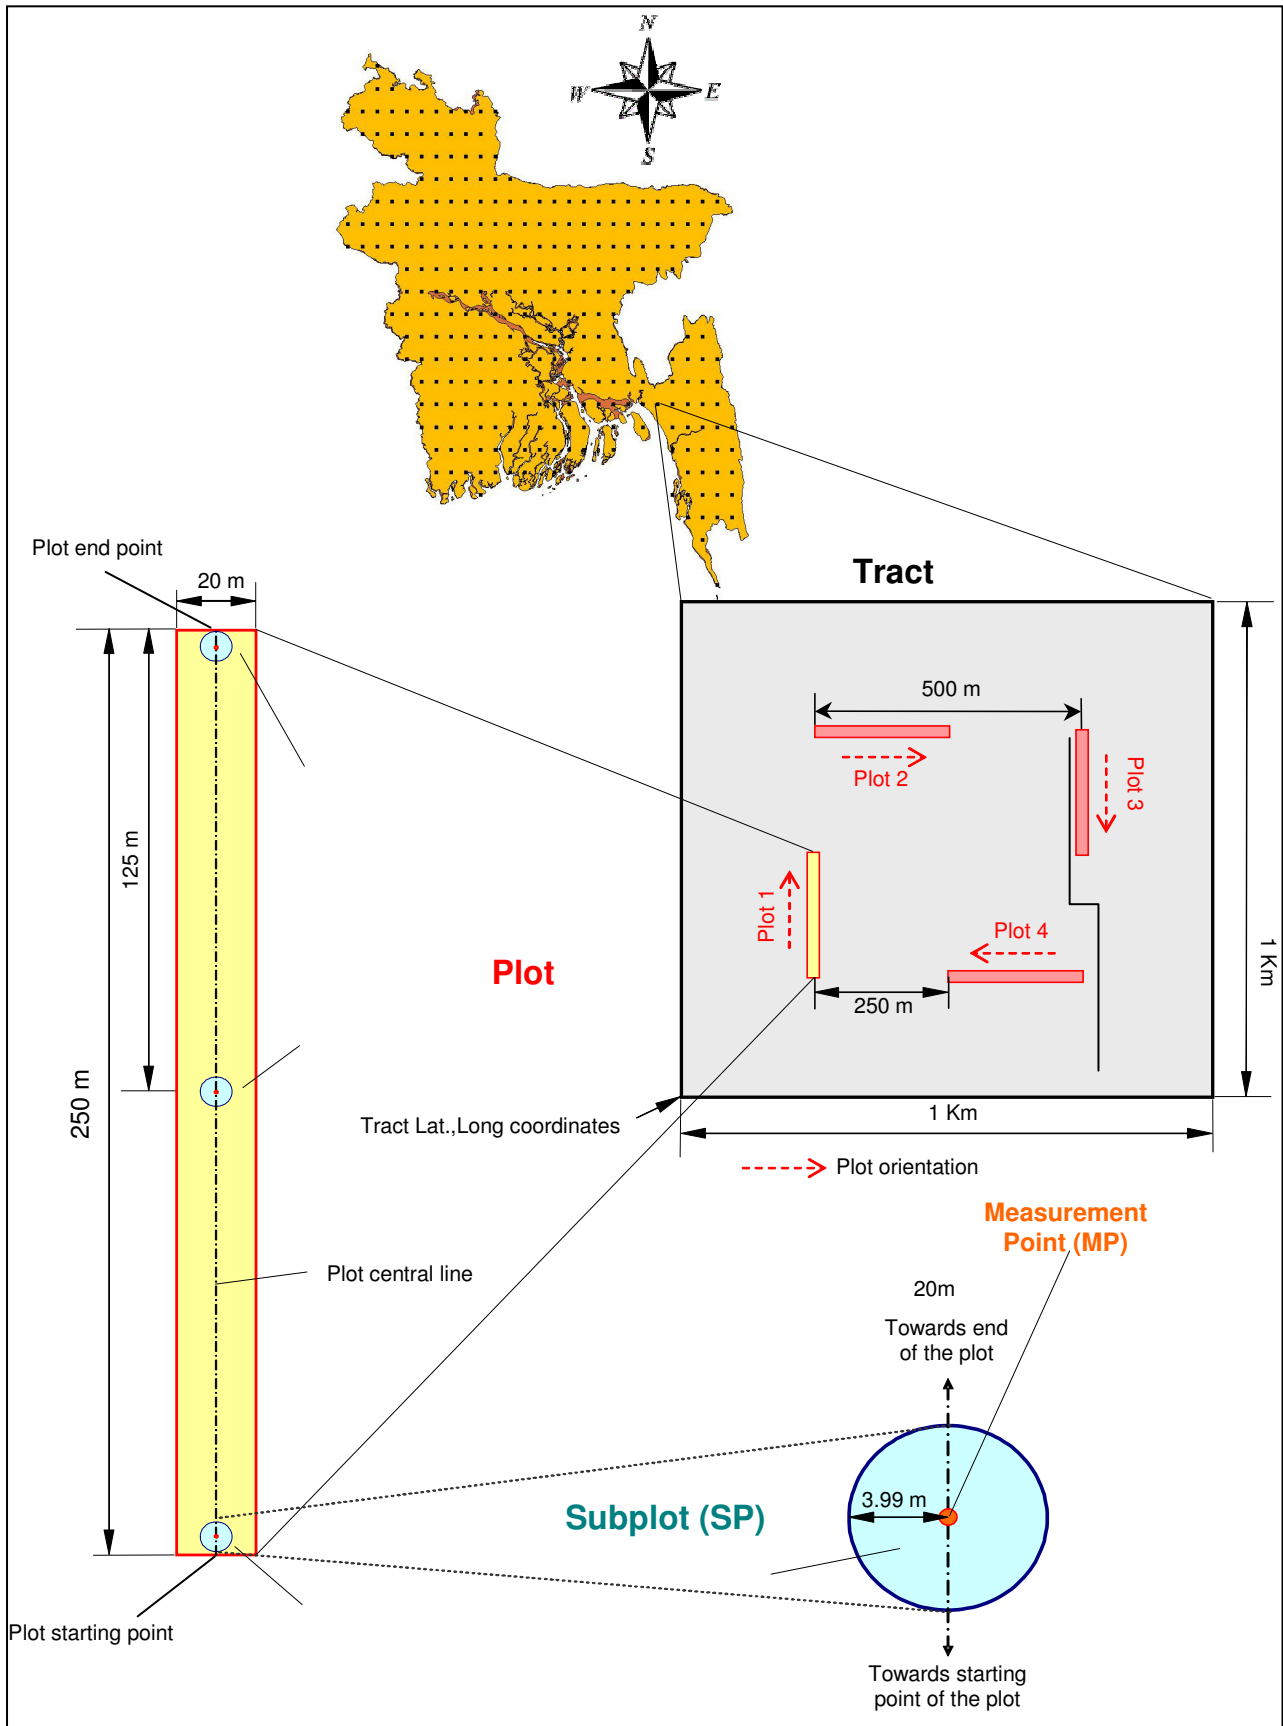 N
W
E
S
Plot end point
20 m
Tract
500 m
Plot 2
Plot 3
125 m
Plot 1
Plot 4
Plot
250 m
1 Km
250 m
Tract Lat.,Long coordinates
1 Km
Plot orientation
Measurement
Point (MP)
Plot central line
20m
Towards end
of the plot
3.99 m
Subplot (SP)
Plot starting point
Towards starting
point of the plot